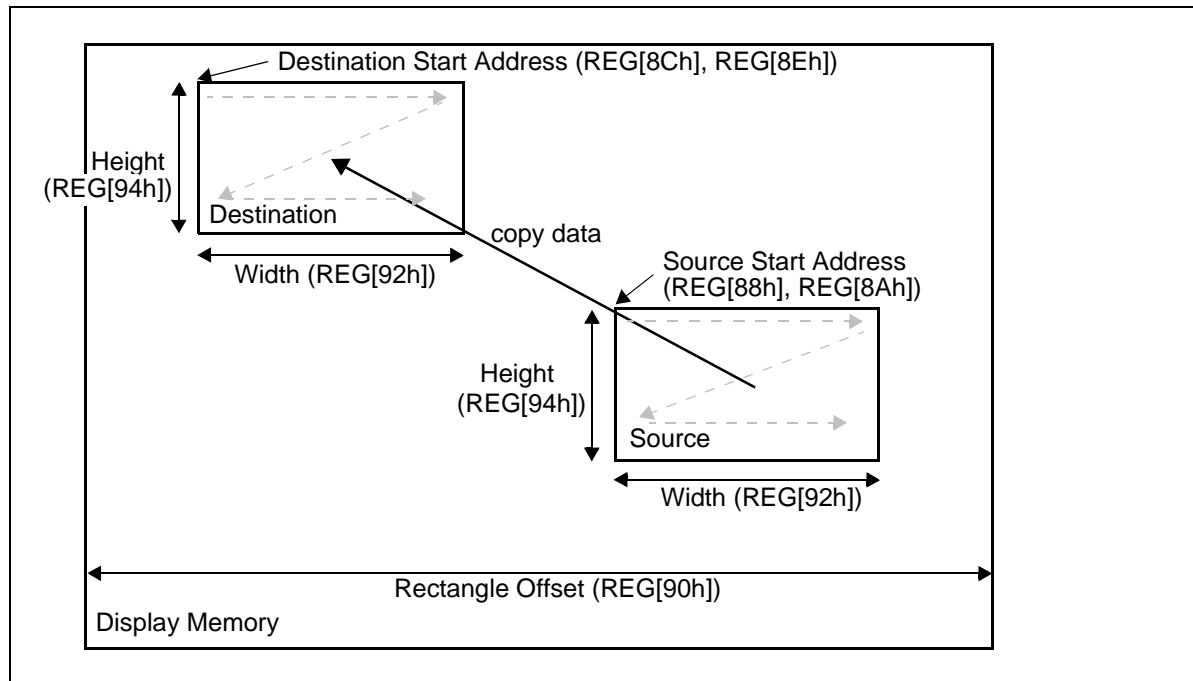 Destination Start Address (REG[8Ch], REG[8Eh])
Height
(REG[94h])
Destination
copy data
Width (REG[92h])
Source Start Address
(REG[88h], REG[8Ah])
Height
(REG[94h])
Source
Width (REG[92h])
Rectangle Offset (REG[90h])
Display Memory